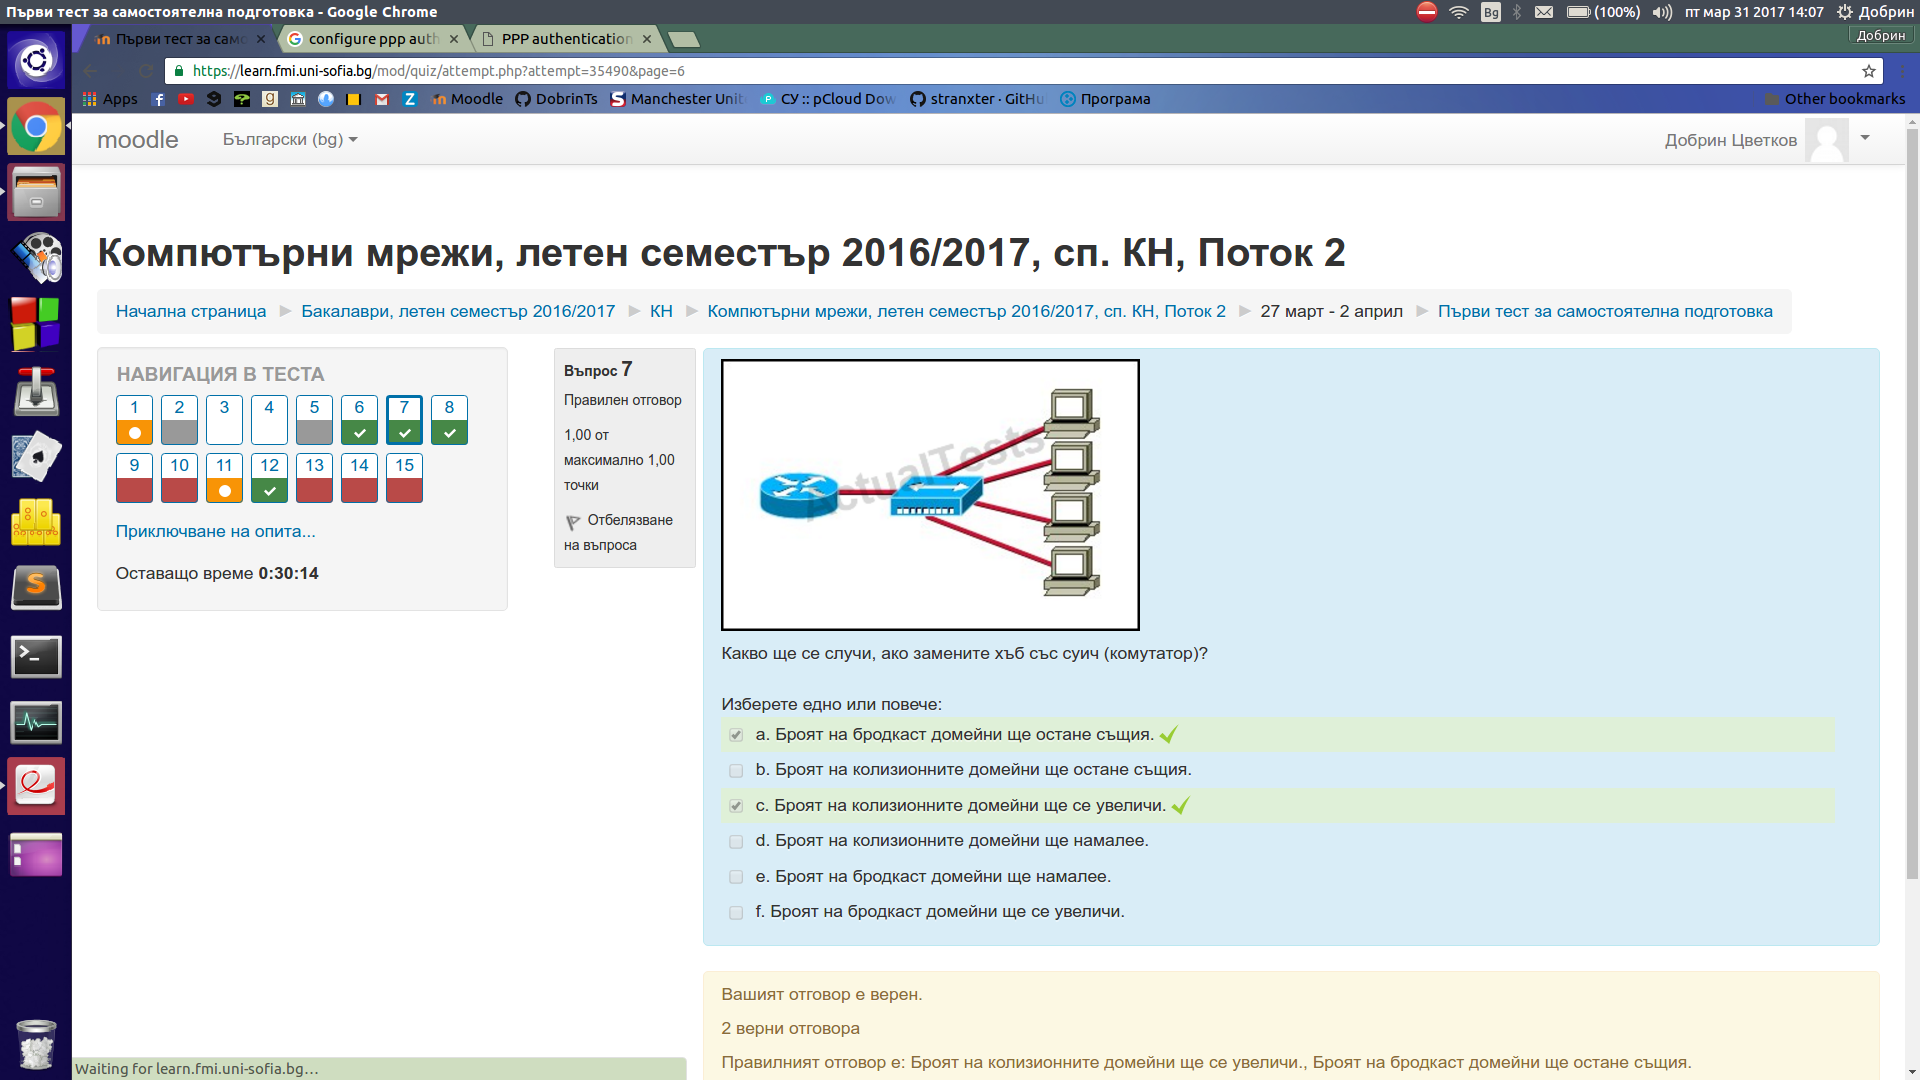 Първи тест за самостоятелна подготовка - Google Chrome
Bg
(100%)
пт мар 31 2017 14:07
Добрин
Първи тест за само
configure ppp auth
PPP authentication
Добрин
https://learn.fmi.uni-sofia.bg/mod/quiz/attempt.php?attempt=35490&page=6
Apps
Moodle
DobrinTs
Manchester Unite
СУ :: pCloud Dow
stranxter · GitHu
Програма
Other bookmarks
moodle
Български (bg)
Добрин Цветков
Компютърни мрежи, летен семестър 2016/2017, сп. КН, Поток 2
Начална страница
Бакалаври, летен семестър 2016/2017
КН
Компютърни мрежи, летен семестър 2016/2017, сп. КН, Поток 2
27 март - 2 април
Първи тест за самостоятелна подготовка
НАВИГАЦИЯ В ТЕСТА
1 2 3 4 5 6 7 8
9 10 11 12 13 14 15
Приключване на опита...
Оставащо време 0:30:14
Въпрос 7
Правилен отговор
1,00 от
максимално 1,00
точки
Отбелязване
на въпроса
ActualTests
Какво ще се случи, ако замените хъб със суич (комутатор)?
Изберете едно или повече:
a. Броят на бродкаст домейни ще остане същия.
b. Броят на колизионните домейни ще остане същия.
c. Броят на колизионните домейни ще се увеличи.
d. Броят на колизионните домейни ще намалее.
e. Броят на бродкаст домейни ще намалее.
f. Броят на бродкаст домейни ще се увеличи.
Вашият отговор е верен.
2 верни отговора
Правилният отговор е: Броят на колизионните домейни ще се увеличи., Броят на бродкаст домейни ще остане същия.
Waiting for learn.fmi.uni-sofia.bg...